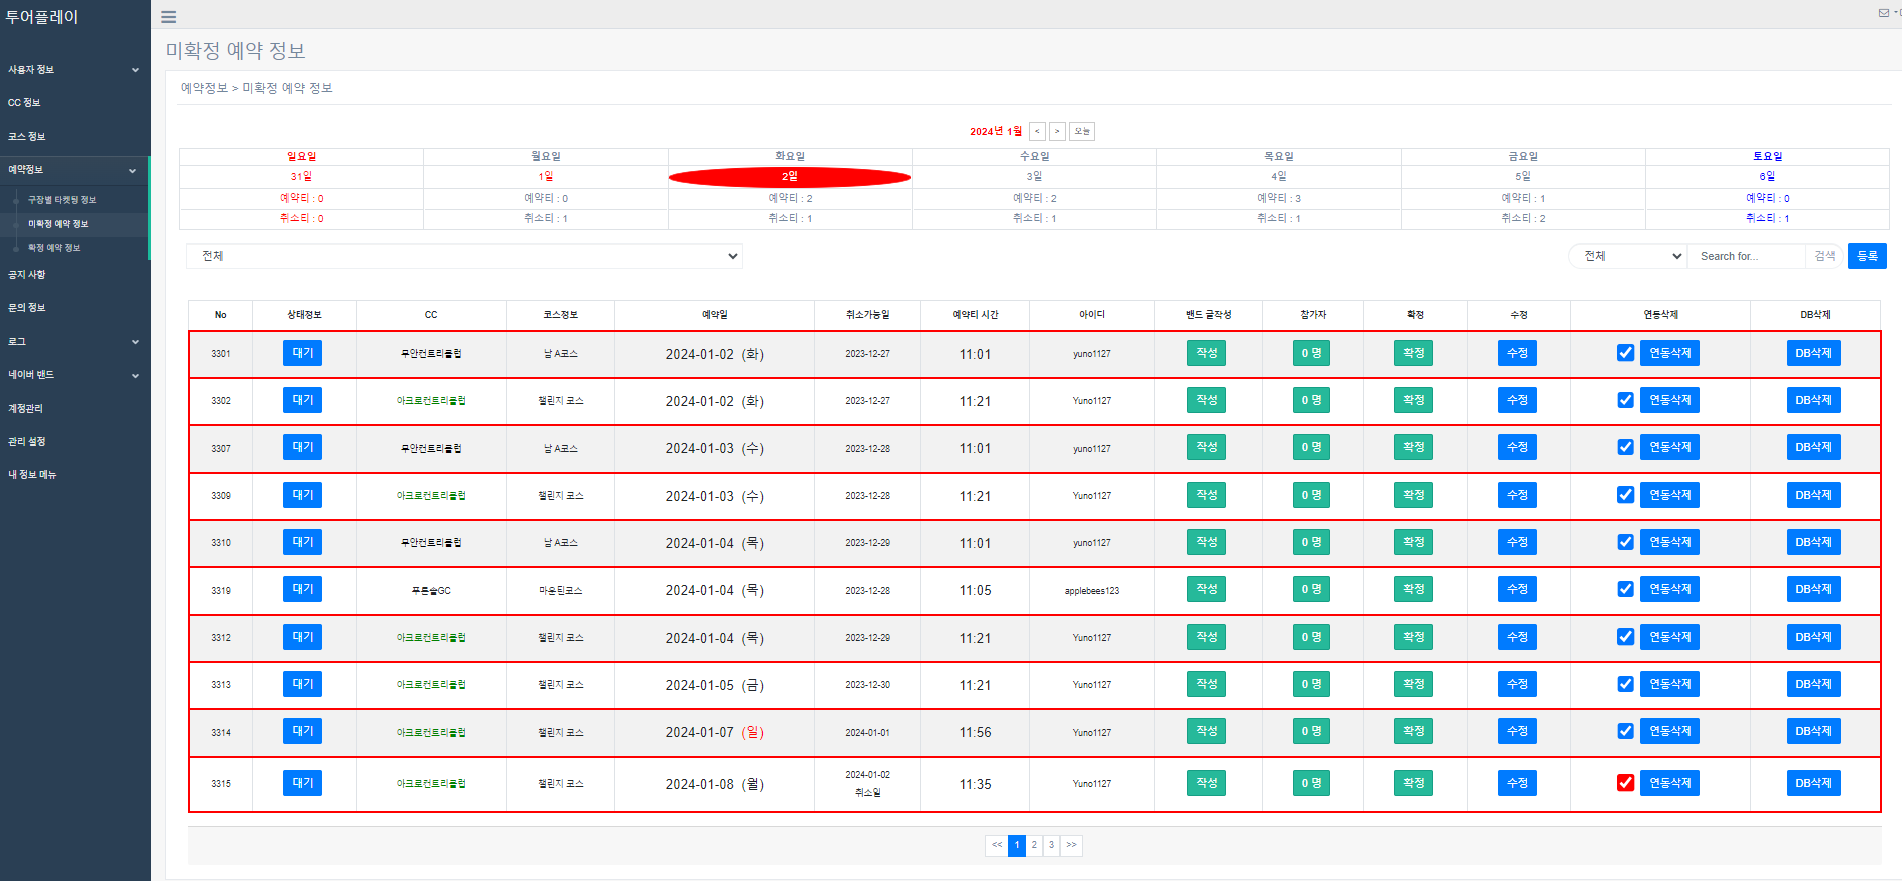 투어플레이
사용자 정보
CC 정보
코스 정보
예약정보
구장별 타켓팅 정보
미확정 예약 정보
확정 예약 정보
공지 사항
문의 정보
로그
네이버 밴드
계정관리
관리 설정
내 정보 메뉴
미확정 예약 정보
예약정보 > 미확정 예약 정보
2024년 1월 < > 오늘
일요일 월요일 화요일 수요일 목요일 금요일 토요일
31일 1일 2일 3일 4일 5일 6일
예약티 : 0 예약티 : 0 예약티 : 2 예약티 : 2 예약티 : 3 예약티 : 1 예약티 : 0
취소티 : 0 취소티 : 1 취소티 : 1 취소티 : 1 취소티 : 1 취소티 : 2 취소티 : 1
전체 전체 Search for... 검색 등록
No 상태정보 CC 코스정보 예약일 취소가능일 예약티 시간 아이디 밴드 글작성 참가자 확정 수정 연동삭제 DB삭제
3301 대기 무안컨트리클럽 남 A코스 2024-01-02 (화) 2023-12-27 11:01 yuno1127 작성 0 명 확정 수정 연동삭제 DB삭제
3302 대기 아크로컨트리클럽 챌린지 코스 2024-01-02 (화) 2023-12-27 11:21 Yuno1127 작성 0 명 확정 수정 연동삭제 DB삭제
3307 대기 무안컨트리클럽 남 A코스 2024-01-03 (수) 2023-12-28 11:01 yuno1127 작성 0 명 확정 수정 연동삭제 DB삭제
3309 대기 아크로컨트리클럽 챌린지 코스 2024-01-03 (수) 2023-12-28 11:21 Yuno1127 작성 0 명 확정 수정 연동삭제 DB삭제
3310 대기 무안컨트리클럽 남 A코스 2024-01-04 (목) 2023-12-29 11:01 yuno1127 작성 0 명 확정 수정 연동삭제 DB삭제
3319 대기 푸른솔GC 마운틴코스 2024-01-04 (목) 2023-12-28 11:05 applebees123 작성 0 명 확정 수정 연동삭제 DB삭제
3312 대기 아크로컨트리클럽 챌린지 코스 2024-01-04 (목) 2023-12-29 11:21 Yuno1127 작성 0 명 확정 수정 연동삭제 DB삭제
3313 대기 아크로컨트리클럽 챌린지 코스 2024-01-05 (금) 2023-12-30 11:21 Yuno1127 작성 0 명 확정 수정 연동삭제 DB삭제
3314 대기 아크로컨트리클럽 챌린지 코스 2024-01-07 (일) 2024-01-01 11:56 Yuno1127 작성 0 명 확정 수정 연동삭제 DB삭제
3315 대기 아크로컨트리클럽 챌린지 코스 2024-01-08 (월) 2024-01-02 취소일 11:35 Yuno1127 작성 0 명 확정 수정 연동삭제 DB삭제
<< 1 2 3 >>